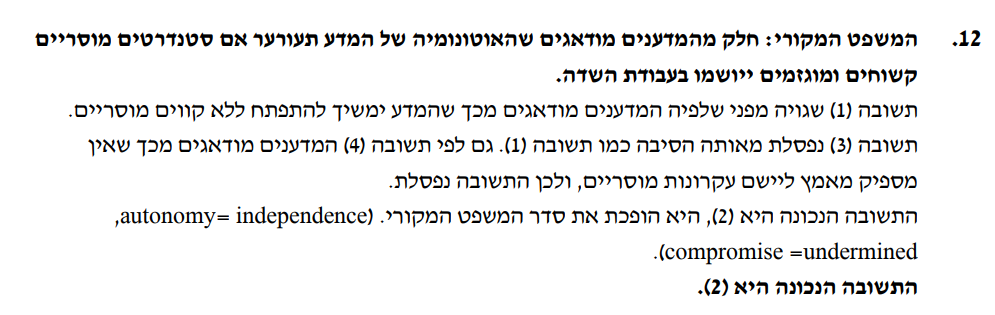 12. המשפט המקורי: חלק מהמדענים מודאגים שהאוטונומיה של המדע תעורער אם סטנדרטים מוסריים
קשוחים ומוגזמים ייושמו בעבודת השדה.
תשובה (1) שגויה מפני שלפיה המדענים מודאגים מכך שהמדע ימשיך להתפתח ללא קווים מוסריים.
תשובה (3) נפסלת מאותה הסיבה כמו תשובה (1). גם לפי תשובה (4) המדענים מודאגים מכך שאין
מספיק מאמץ ליישם עקרונות מוסריים, ולכן התשובה נפסלת.
התשובה הנכונה היא (2), היא הופכת את סדר המשפט המקורי. (autonomy= independence,
compromise =undermined).
התשובה הנכונה היא (2).